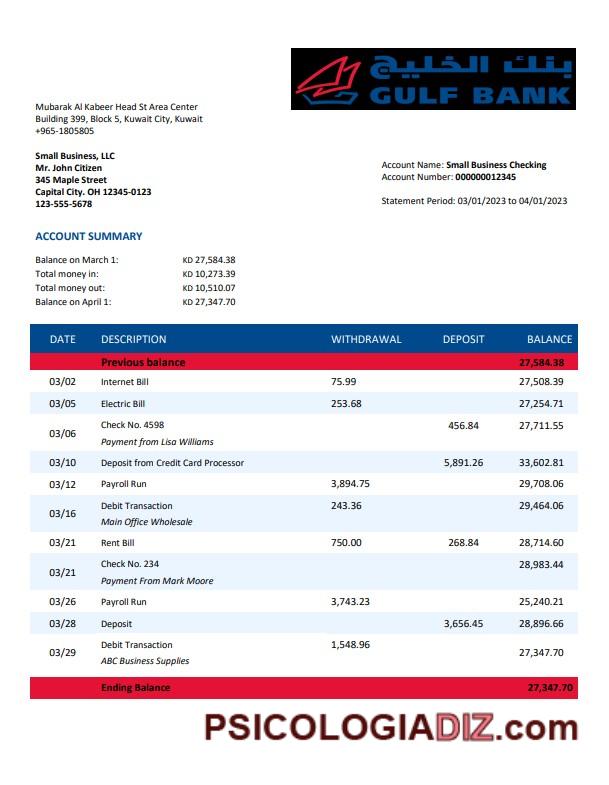 بنك الخليج
GULF BANK
Mubarak Al Kabeer Head St Area Center
Building 399, Block 5, Kuwait City, Kuwait
+965-1805805
Small Business, LLC
Mr. John Citizen
345 Maple Street
Capital City. OH 12345-0123
123-555-5678
Account Name: Small Business Checking
Account Number: 000000012345
Statement Period: 03/01/2023 to 04/01/2023
ACCOUNT SUMMARY
Balance on March 1: KD 27,584.38
Total money in: KD 10,273.39
Total money out: KD 10,510.07
Balance on April 1: KD 27,347.70
DATE DESCRIPTION WITHDRAWAL DEPOSIT BALANCE
Previous balance 27,584.38
03/02 Internet Bill 75.99 27,508.39
03/05 Electric Bill 253.68 27,254.71
03/06 Check No. 4598 456.84 27,711.55
Payment from Lisa Williams
03/10 Deposit from Credit Card Processor 5,891.26 33,602.81
03/12 Payroll Run 3,894.75 29,708.06
03/16 Debit Transaction 243.36 29,464.06
Main Office Wholesale
03/21 Rent Bill 750.00 268.84 28,714.60
03/21 Check No. 234 28,983.44
Payment From Mark Moore
03/26 Payroll Run 3,743.23 25,240.21
03/28 Deposit 3,656.45 28,896.66
03/29 Debit Transaction 1,548.96 27,347.70
ABC Business Supplies
Ending Balance 27,347.70
PSICOLOGIADIZ.com